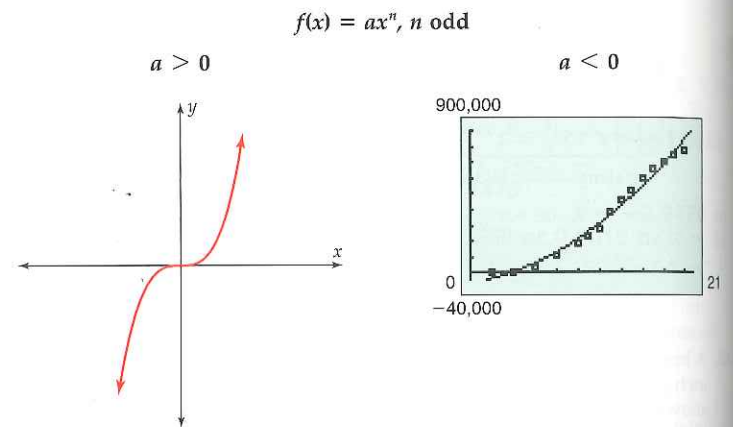 f(x) = axⁿ, n odd
a > 0
a < 0
y
x
900,000
0
21
−40,000